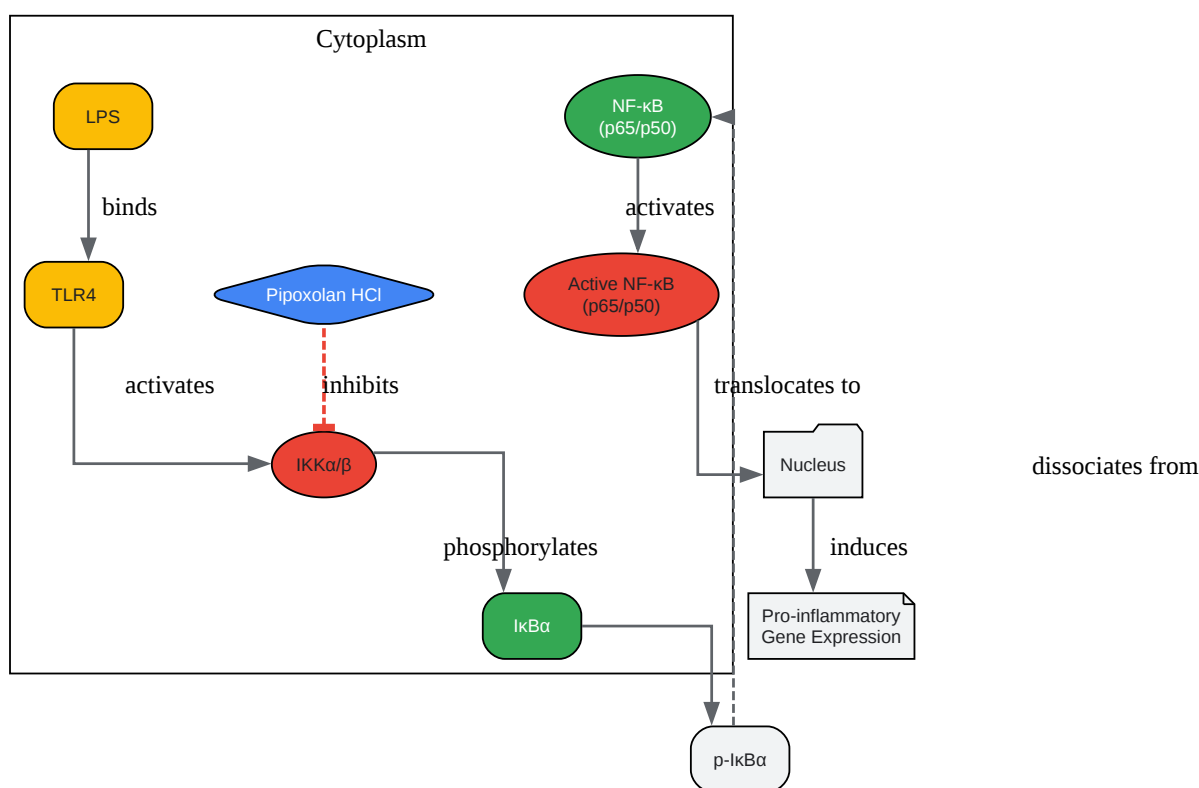 Cytoplasm
LPS
NF-κB
(p65/p50)
binds
activates
TLR4
Pipoxolan HCl
Active NF-κB
(p65/p50)
activates
inhibits
translocates to
IKKα/β
Nucleus
dissociates from
phosphorylates
induces
IκBα
Pro-inflammatory
Gene Expression
p-IκBα